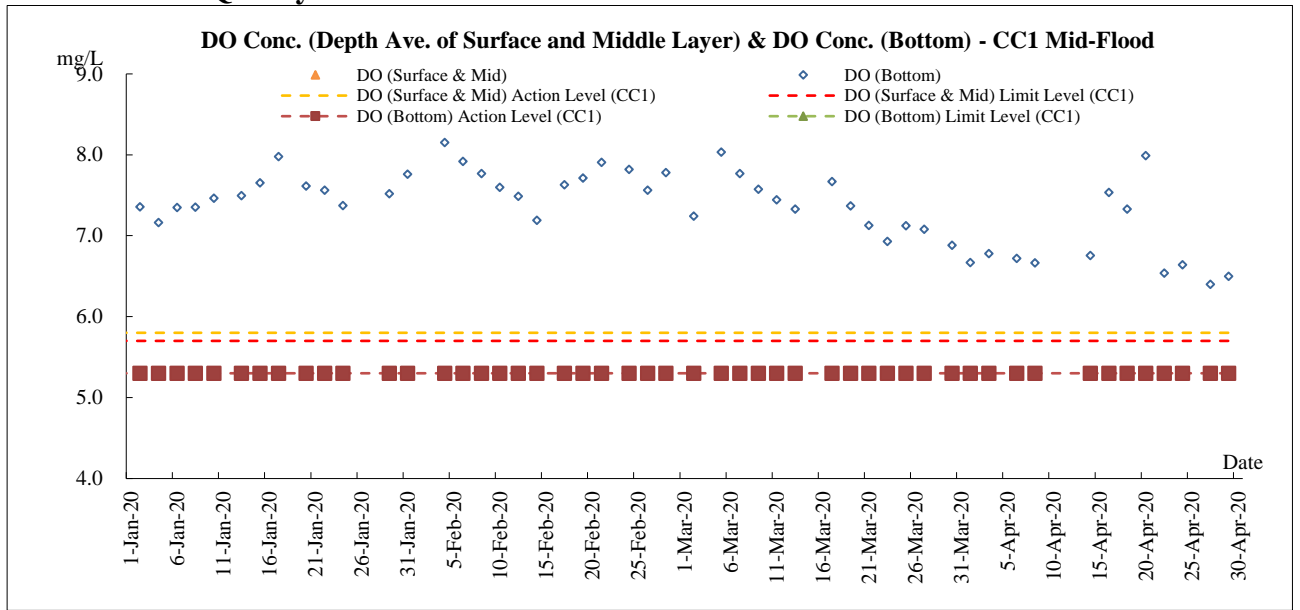 DO Conc. (Depth Ave. of Surface and Middle Layer) & DO Conc. (Bottom) - CC1 Mid-Flood
mg/L
DO (Surface & Mid) DO (Bottom)
DO (Surface & Mid) Action Level (CC1) DO (Surface & Mid) Limit Level (CC1)
DO (Bottom) Action Level (CC1) DO (Bottom) Limit Level (CC1)
9.0
8.0
7.0
6.0
5.0
4.0
Date
1-Jan-20
6-Jan-20
11-Jan-20
16-Jan-20
21-Jan-20
26-Jan-20
31-Jan-20
5-Feb-20
10-Feb-20
15-Feb-20
20-Feb-20
25-Feb-20
1-Mar-20
6-Mar-20
11-Mar-20
16-Mar-20
21-Mar-20
26-Mar-20
31-Mar-20
5-Apr-20
10-Apr-20
15-Apr-20
20-Apr-20
25-Apr-20
30-Apr-20